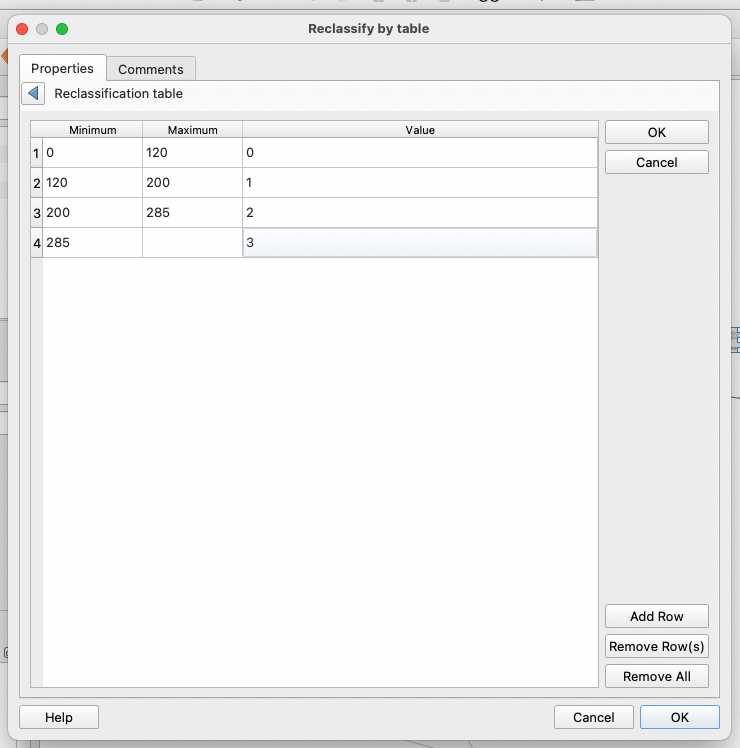 Reclassify by table
Properties Comments
Reclassification table
Minimum Maximum Value
1 0 120 0
2 120 200 1
3 200 285 2
4 285 3
OK
Cancel
Add Row
Remove Row(s)
Remove All
Help Cancel OK